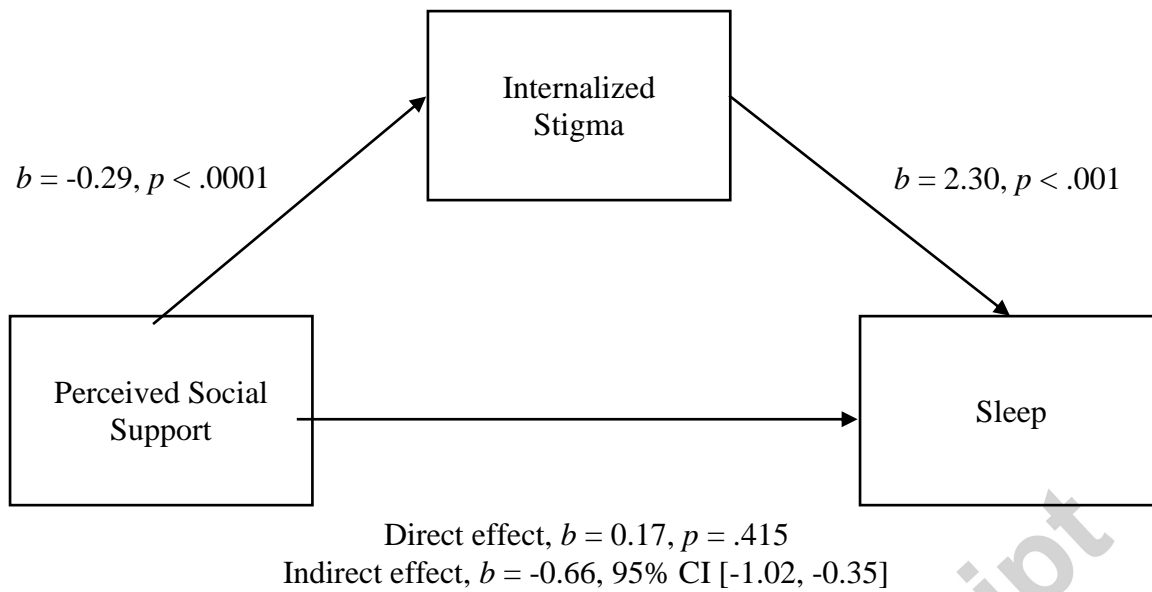 Internalized
Stigma
b = -0.29, p < .0001
b = 2.30, p < .001
Perceived Social
Support
Sleep
Direct effect, b = 0.17, p = .415
Indirect effect, b = -0.66, 95% CI [-1.02, -0.35]
ipt